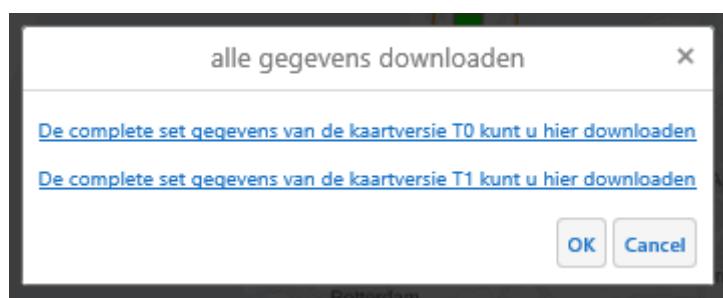 alle gegevens downloaden ×
De complete set gegevens van de kaartversie T0 kunt u hier downloaden
De complete set gegevens van de kaartversie T1 kunt u hier downloaden
OK Cancel
Rotterdam